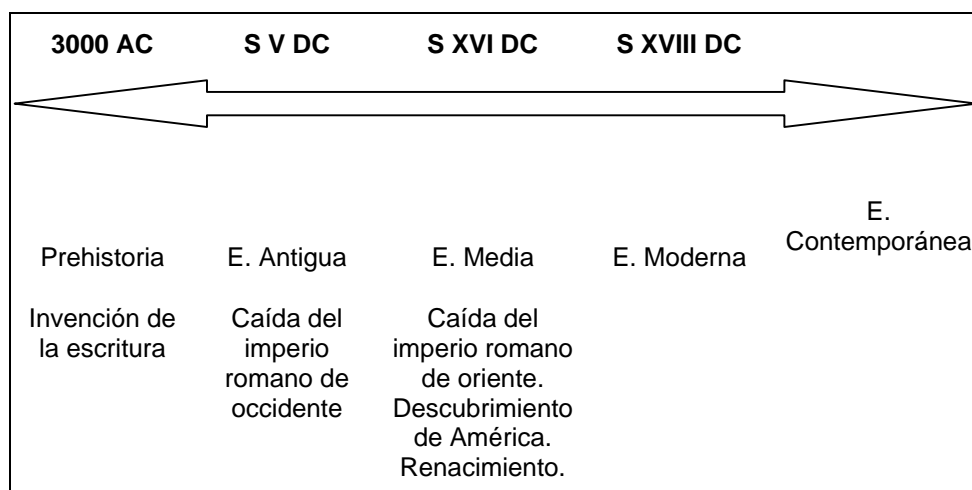 3000 AC S V DC S XVI DC S XVIII DC
Prehistoria E. Antigua E. Media E. Moderna E.
Contemporánea
Invención de
la escritura
Caída del
imperio
romano de
occidente
Caída del
imperio romano
de oriente.
Descubrimiento
de América.
Renacimiento.